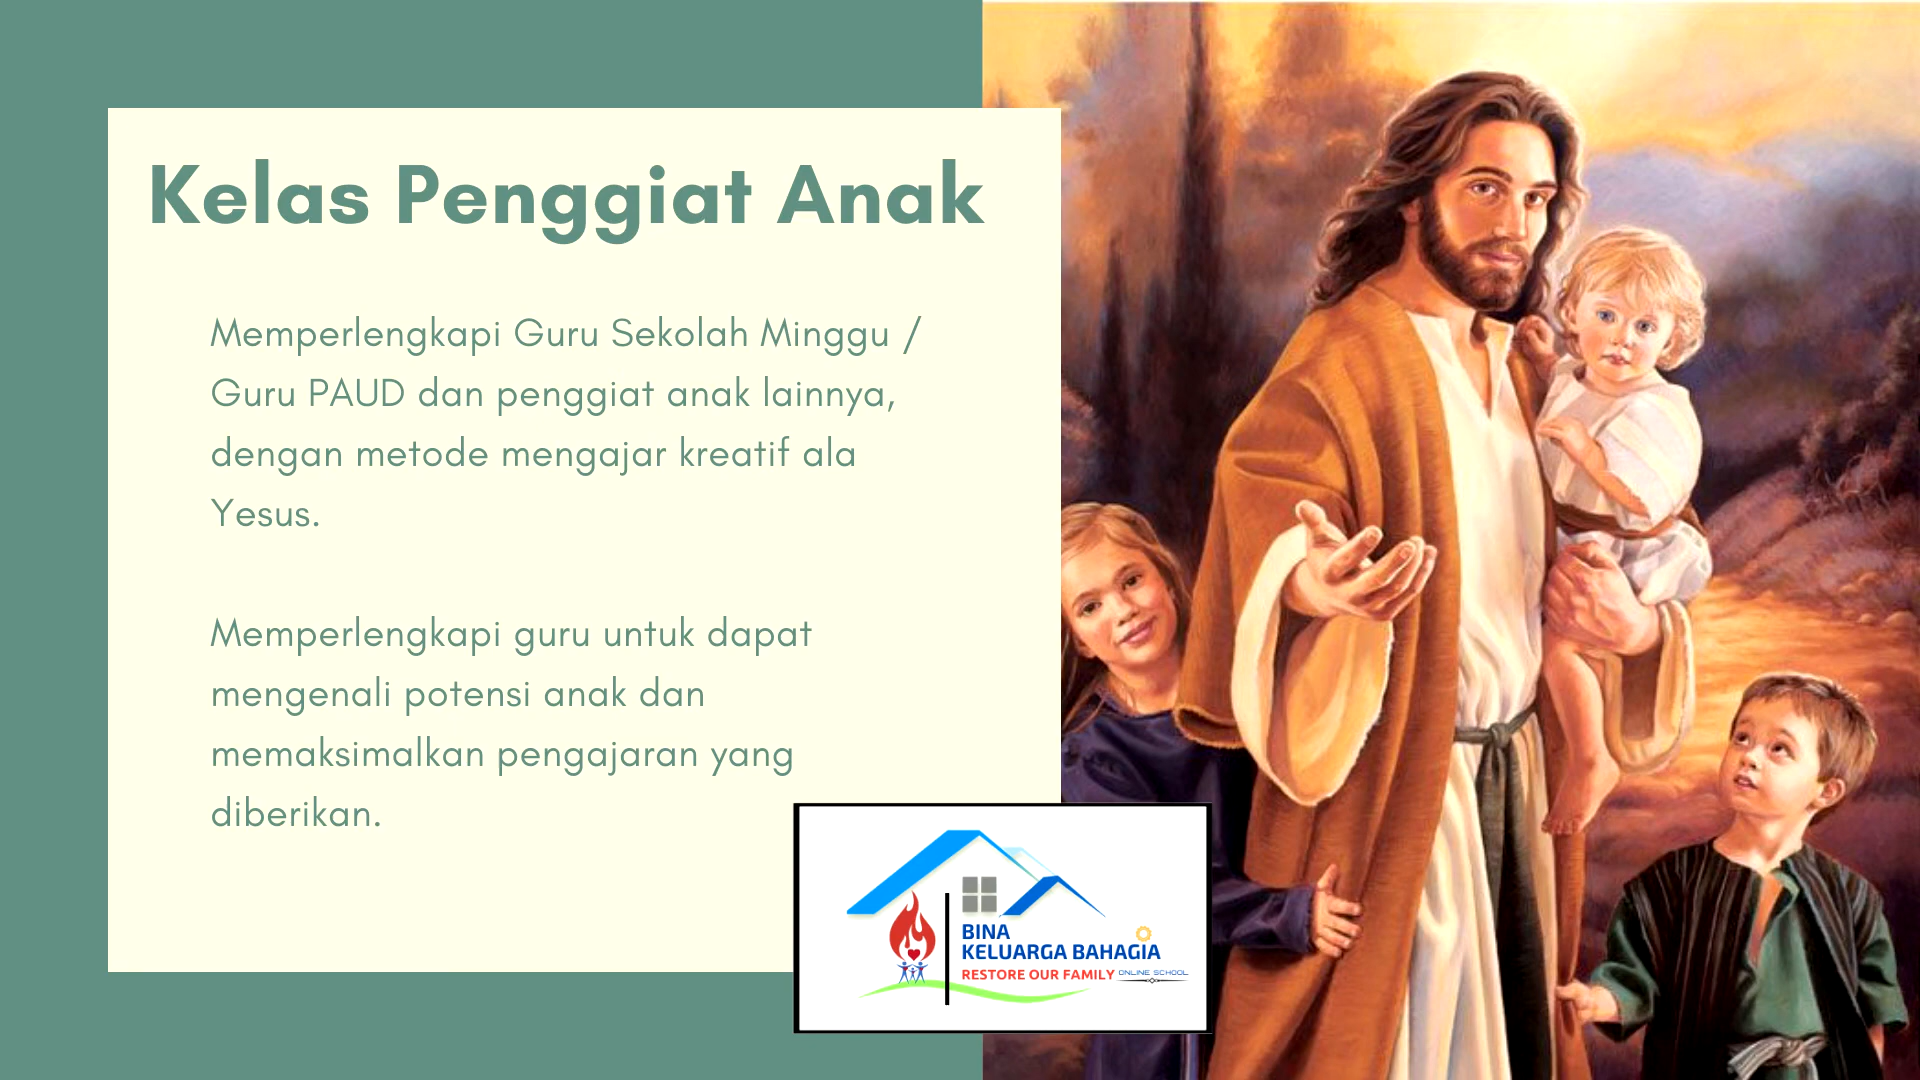 Kelas Penggiat Anak
Memperlengkapi Guru Sekolah Minggu /
Guru PAUD dan penggiat anak lainnya,
dengan metode mengajar kreatif ala
Yesus.
Memperlengkapi guru untuk dapat
mengenali potensi anak dan
memaksimalkan pengajaran yang
diberikan.
BINA
KELUARGA BAHAGIA
RESTORE OUR FAMILY ONLINE SCHOOL